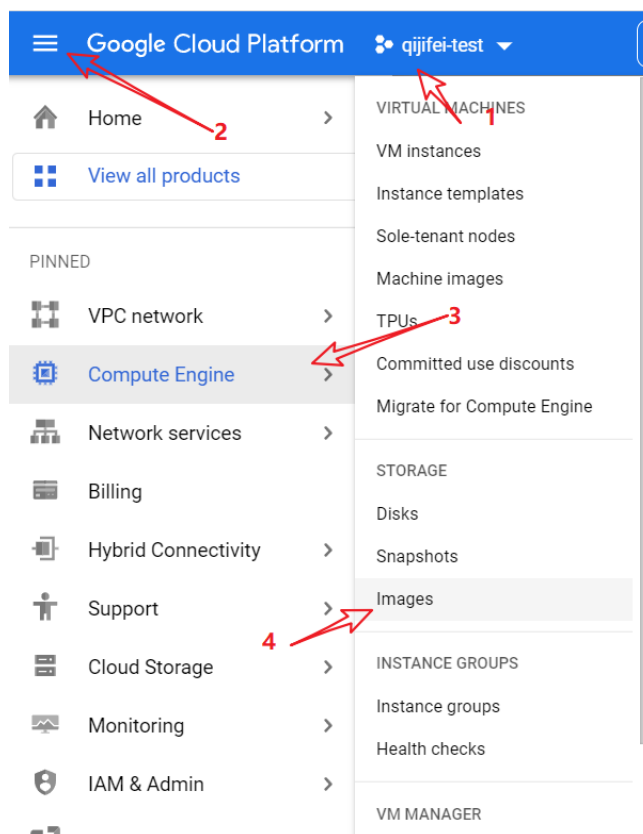 Google Cloud Platform
qijifei-test
1
2
Home
View all products
PINNED
VPC network
Compute Engine
3
Network services
Billing
Hybrid Connectivity
Support
4
Cloud Storage
Monitoring
IAM & Admin
VIRTUAL MACHINES
VM instances
Instance templates
Sole-tenant nodes
Machine images
TPUs
Committed use discounts
Migrate for Compute Engine
STORAGE
Disks
Snapshots
Images
INSTANCE GROUPS
Instance groups
Health checks
VM MANAGER